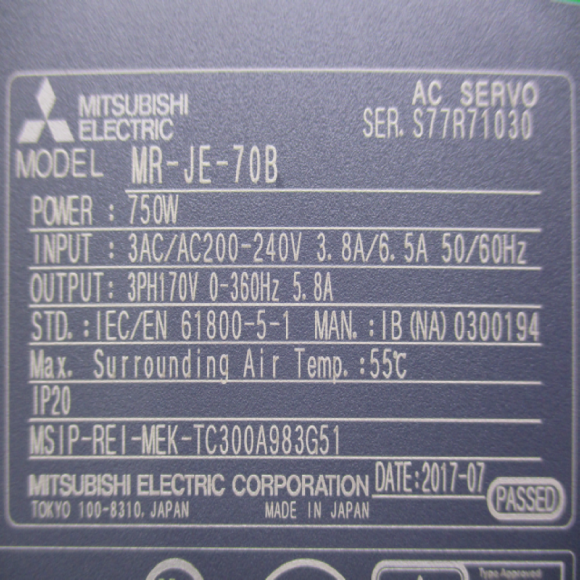 MITSUBISHI
ELECTRIC
AC SERVO
SER. S77R71030
MODEL MR-JE-70B
POWER : 750W
INPUT : 3AC/AC200-240V 3.8A/6.5A 50/60Hz
OUTPUT: 3PH170V 0-360Hz 5.8A
STD. :IEC/EN 61800-5-1 MAN. :IB(NA)0300194
Max. Surrounding Air Temp. :55℃
IP20
MSIP-REI-MEK-TC300A983G51
MITSUBISHI ELECTRIC CORPORATION DATE:2017-07
TOKYO 100-8310, JAPAN MADE IN JAPAN PASSED
Type Approved